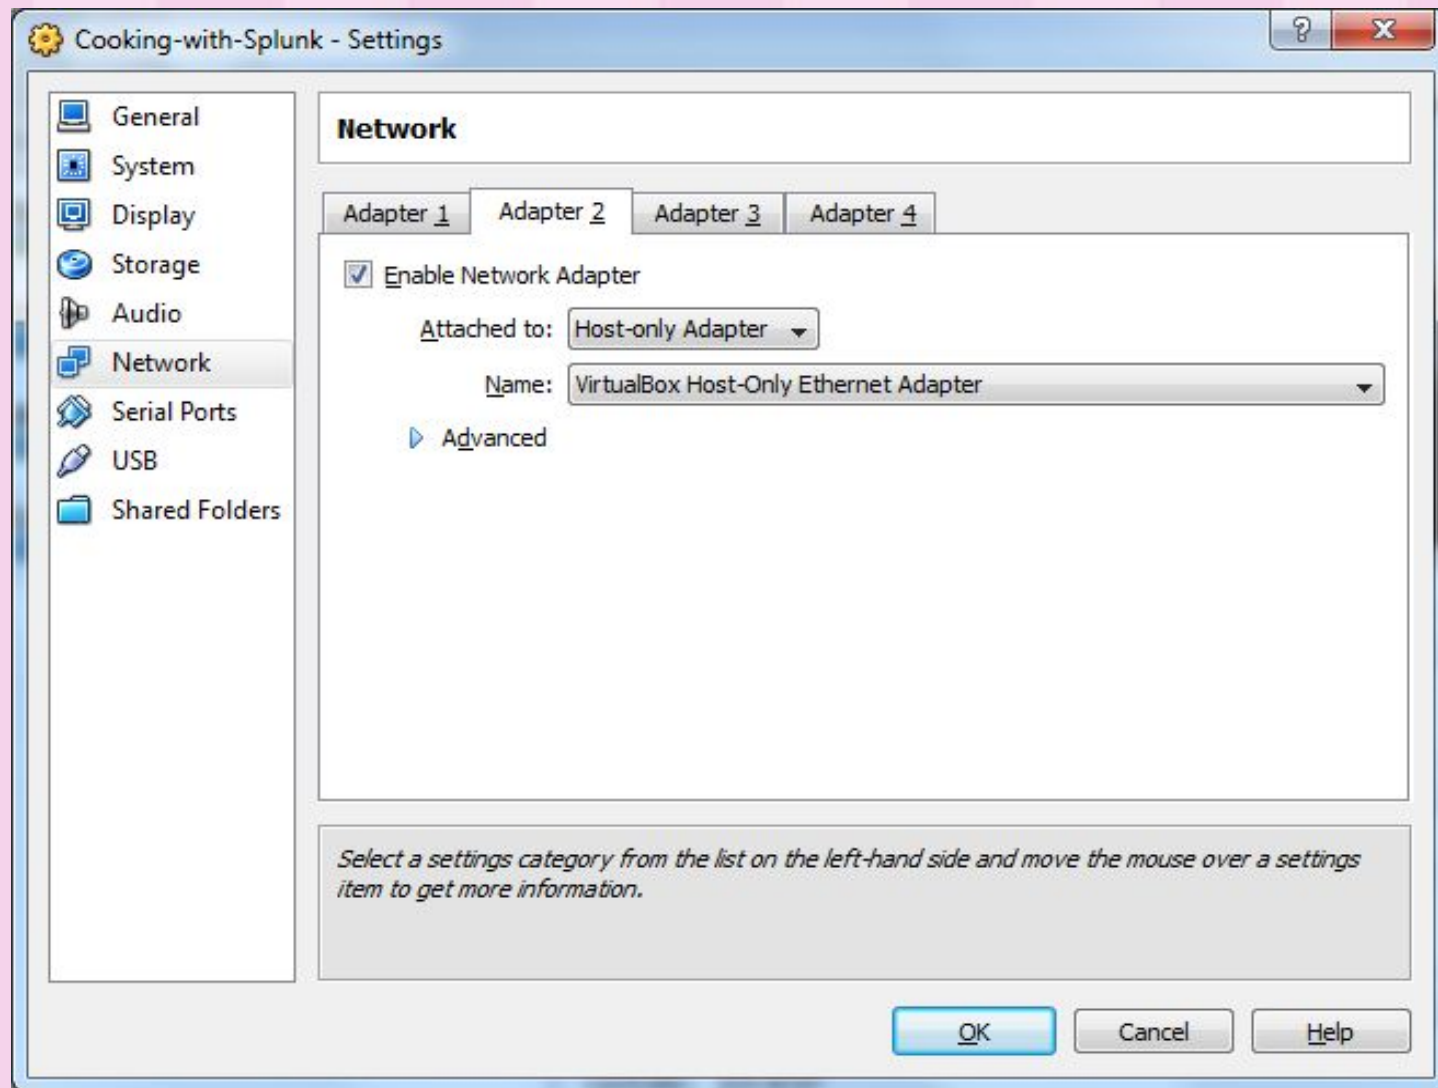 Cooking-with-Splunk - Settings
General
System
Display
Storage
Audio
Network
Serial Ports
USB
Shared Folders
Network
Adapter 1
Adapter 2
Adapter 3
Adapter 4
Enable Network Adapter
Attached to: Host-only Adapter
Name: VirtualBox Host-Only Ethernet Adapter
Advanced
Select a settings category from the list on the left-hand side and move the mouse over a settings
item to get more information.
OK
Cancel
Help